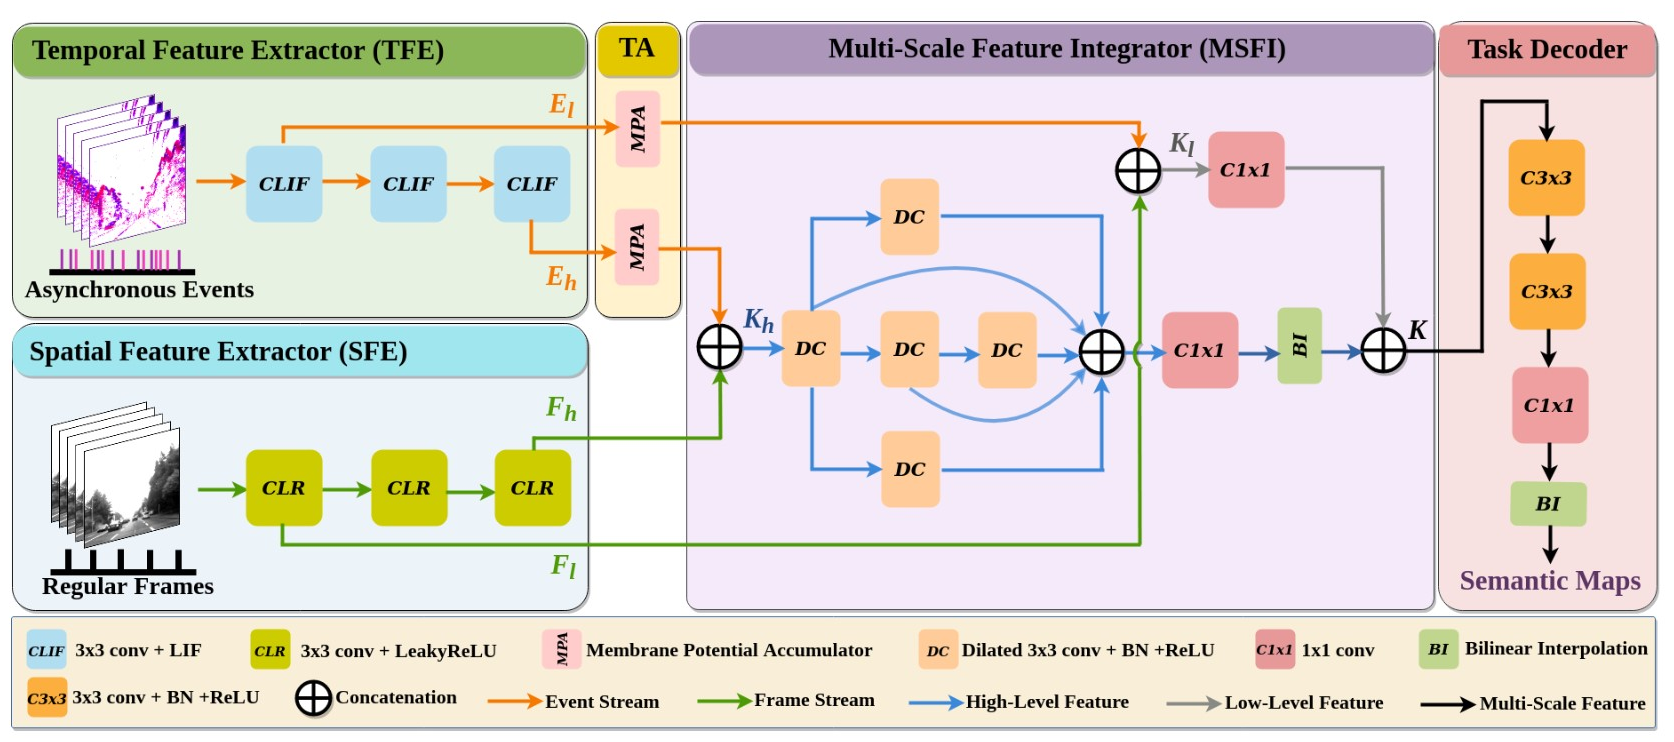 Temporal Feature Extractor (TFE)
TA
Multi-Scale Feature Integrator (MSFI)
Task Decoder
E_l
MPA
CLIF
CLIF
CLIF
E_h
MPA
Asynchronous Events
Spatial Feature Extractor (SFE)
F_h
CLR
CLR
CLR
F_l
Regular Frames
K_h
DC
DC
DC
DC
DC
K_l
C1x1
C1x1
BI
K
C3x3
C3x3
C1x1
BI
Semantic Maps
CLIF 3x3 conv + LIF
CLR 3x3 conv + LeakyReLU
MPA Membrane Potential Accumulator
DC Dilated 3x3 conv + BN +ReLU
C1x1 1x1 conv
BI Bilinear Interpolation
C3x3 3x3 conv + BN +ReLU
Concatenation
Event Stream
Frame Stream
High-Level Feature
Low-Level Feature
Multi-Scale Feature